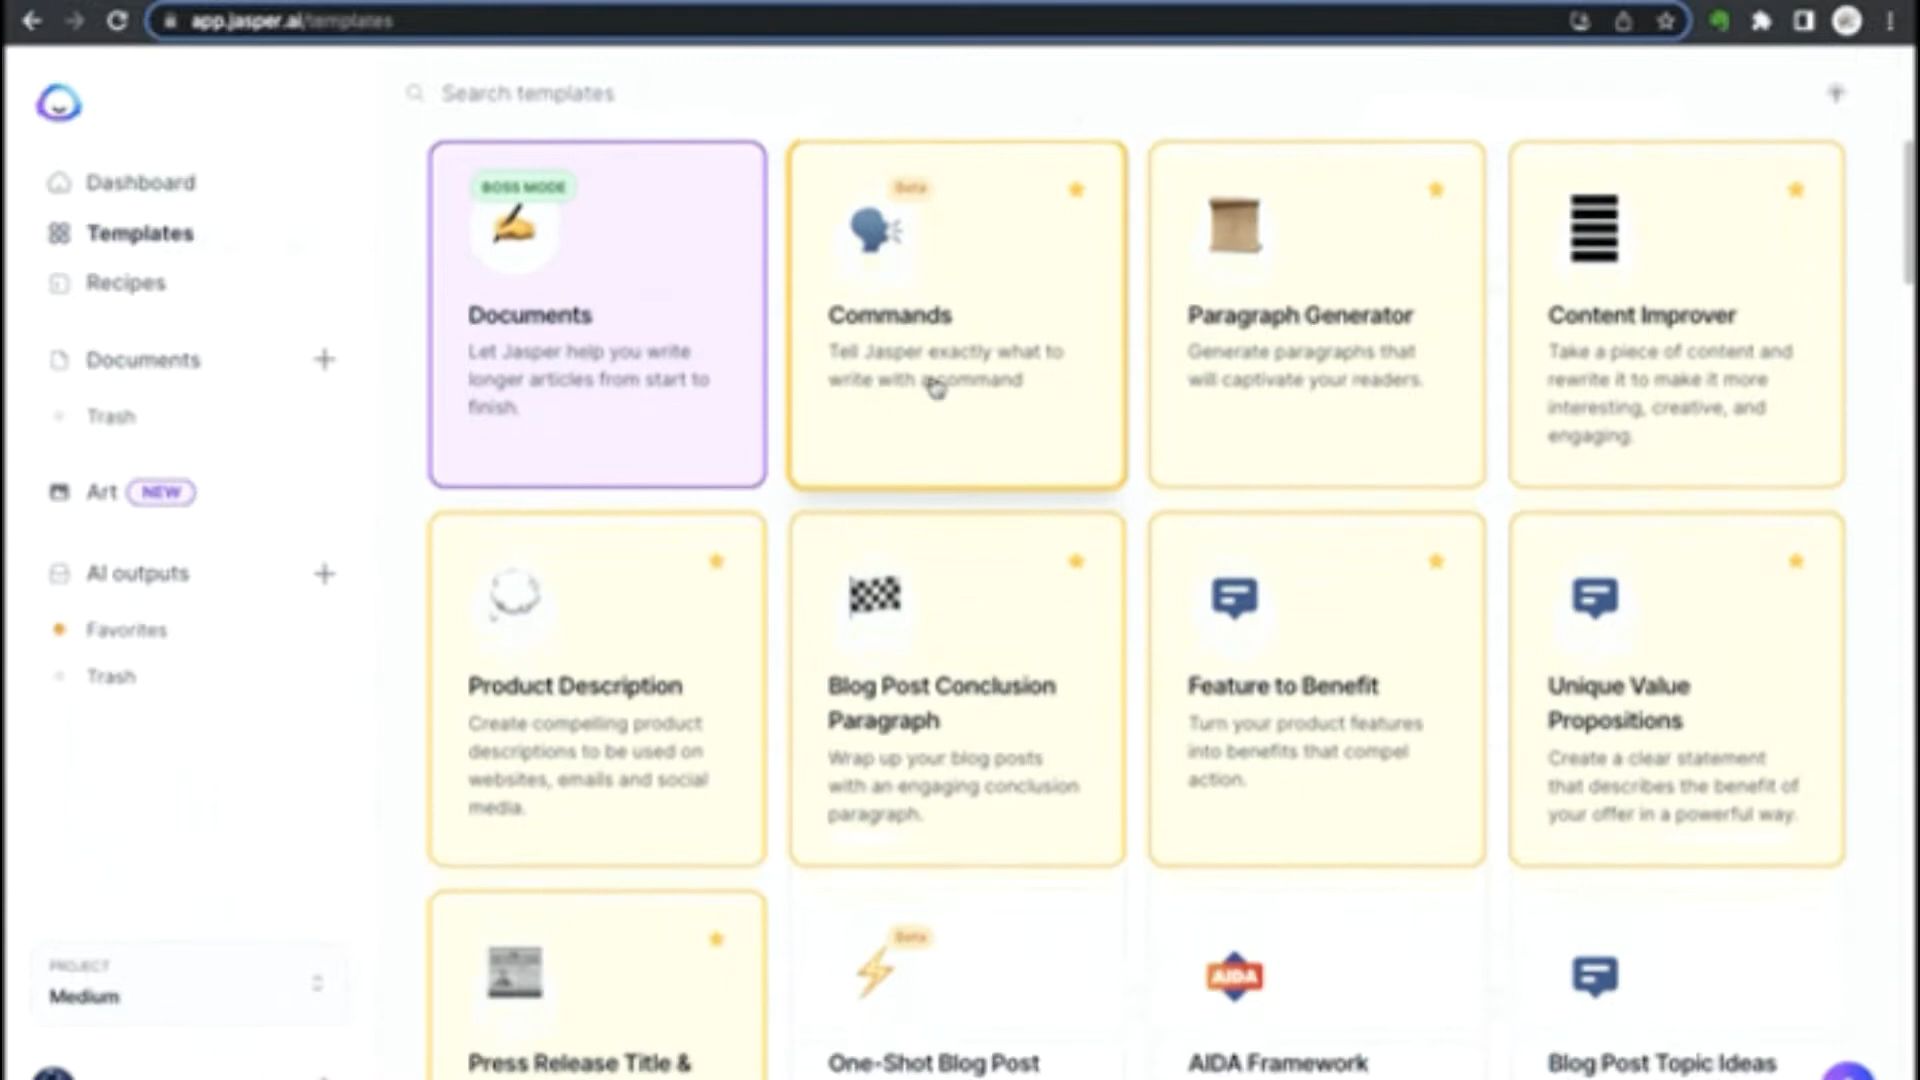 app.jasper.ai/templates
Search templates
Dashboard
Templates
Recipes
Documents
Trash
Art NEW
AI outputs
Favorites
Trash
PROJECT
Medium
BOSS MODE
Documents
Let Jasper help you write
longer articles from start to
finish.
Beta
Commands
Tell Jasper exactly what to
write with a command
Paragraph Generator
Generate paragraphs that
will captivate your readers.
Content Improver
Take a piece of content and
rewrite it to make it more
interesting, creative, and
engaging.
Product Description
Create compelling product
descriptions to be used on
websites, emails and social
media.
Blog Post Conclusion
Paragraph
Wrap up your blog posts
with an engaging conclusion
paragraph.
Feature to Benefit
Turn your product features
into benefits that compel
action.
Unique Value
Propositions
Create a clear statement
that describes the benefit of
your offer in a powerful way.
Press Release Title &
Beta
One-Shot Blog Post
AIDA
AIDA Framework
Blog Post Topic Ideas